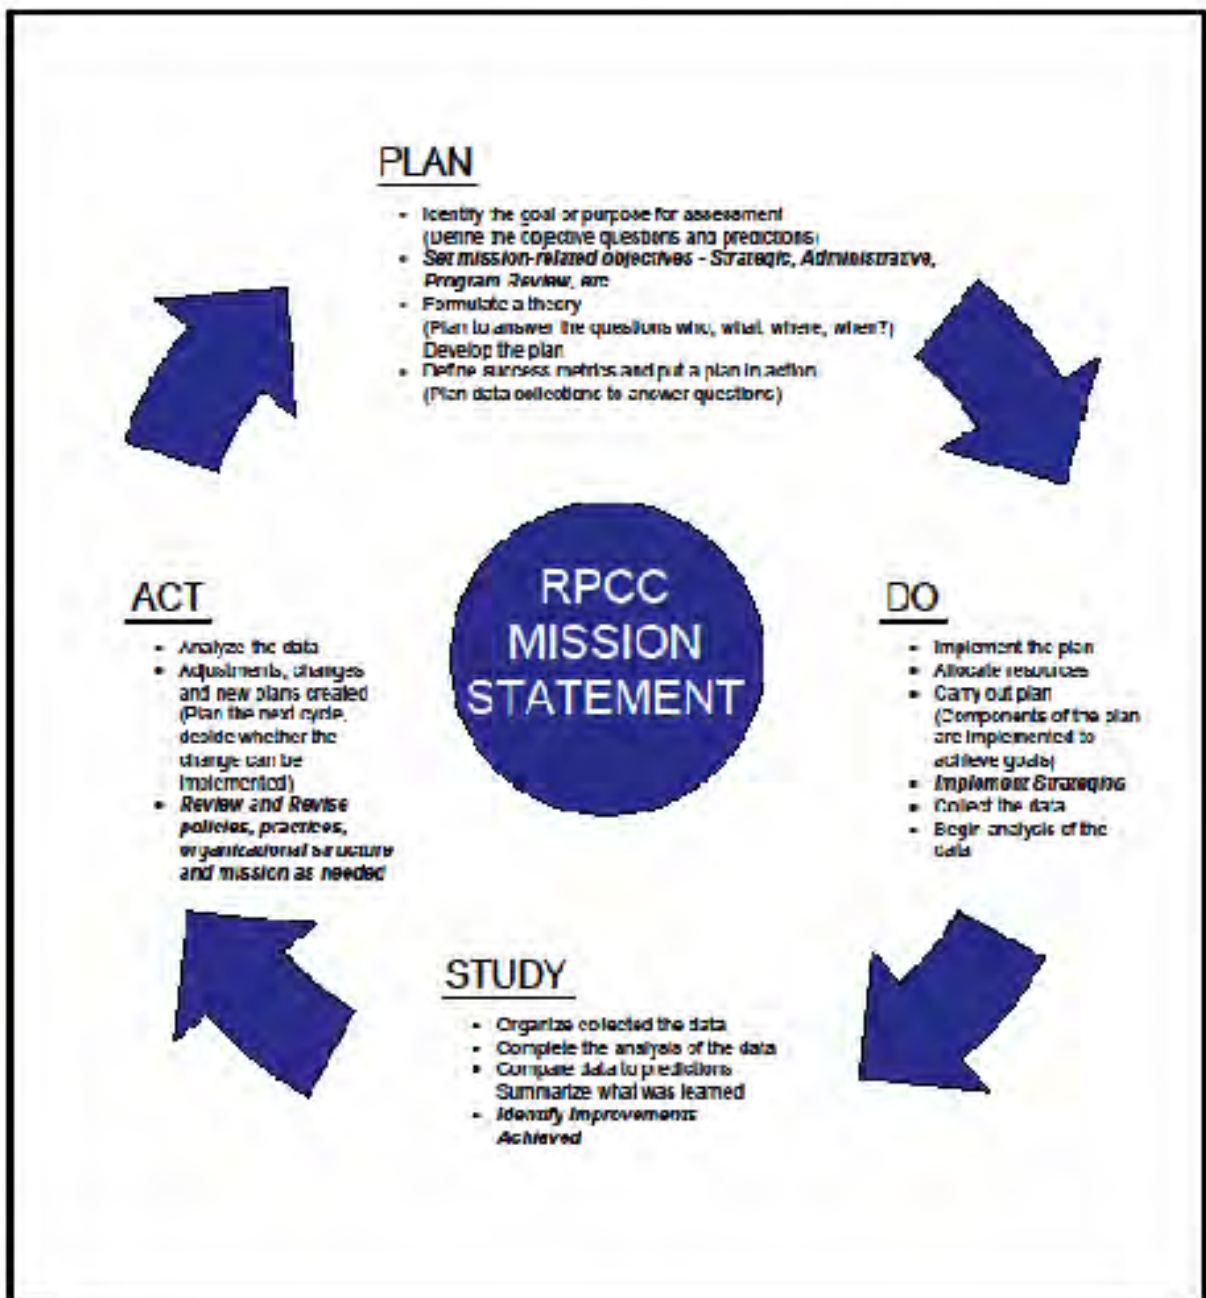 PLAN
• Identify the goal or purpose for assessment
(Define the objective questions and predictions)
• Set mission-related objectives - Strategic, Administrative,
Program Review, etc
• Formulate a theory
(Plan to answer the questions who, what, where, when?)
Develop the plan
• Define success metrics and put a plan in action
(Plan data collections to answer questions)
RPCC
MISSION
STATEMENT
DO
• Implement the plan
• Allocate resources
• Carry out plan
(Components of the plan
are implemented to
achieve goals)
• Implement Strategies
• Collect the data
• Begin analysis of the
data
STUDY
• Organize collected the data
• Complete the analysis of the data
• Compare data to predictions
Summarize what was learned
• Identify Improvements
Achieved
ACT
• Analyze the data
• Adjustments, changes
and new plans created
(Plan the next cycle,
decide whether the
change can be
implemented)
• Review and Revise
policies, practices,
organizational structure
and mission as needed